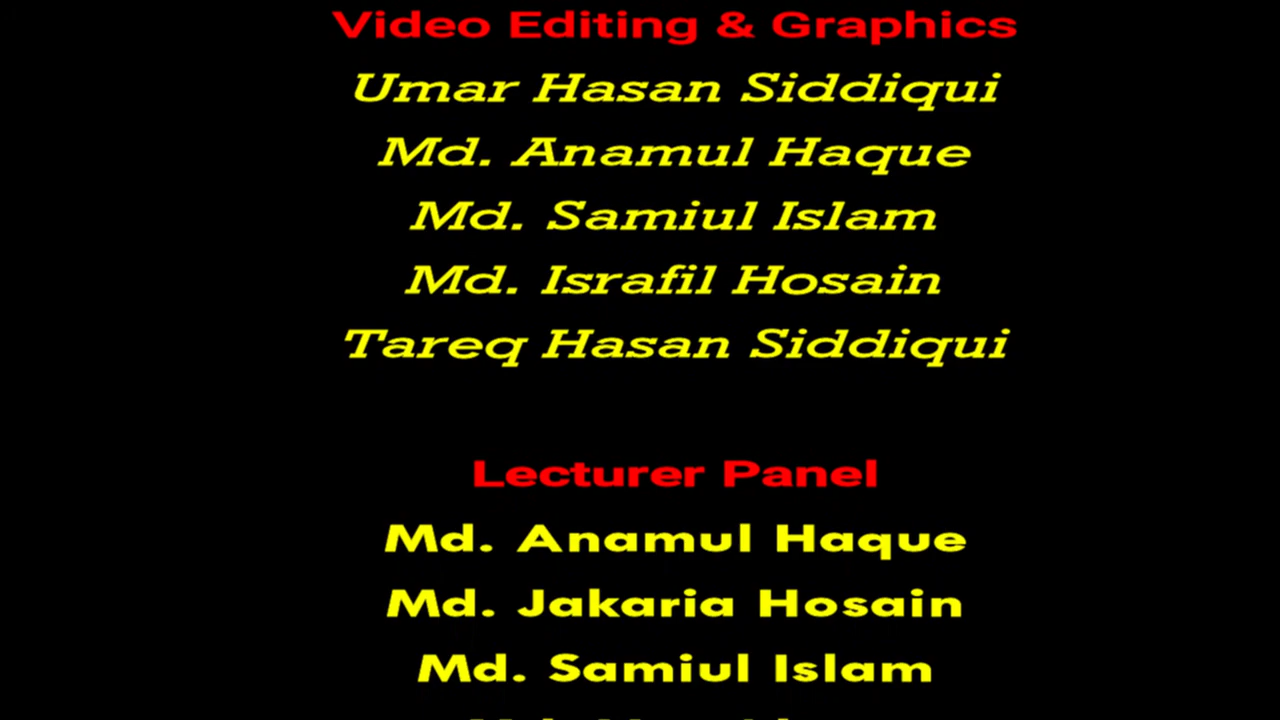 Video Editing & Graphics
Umar Hasan Siddiqui
Md. Anamul Haque
Md. Samiul Islam
Md. Israfil Hosain
Tareq Hasan Siddiqui
Lecturer Panel
Md. Anamul Haque
Md. Jakaria Hosain
Md. Samiul Islam